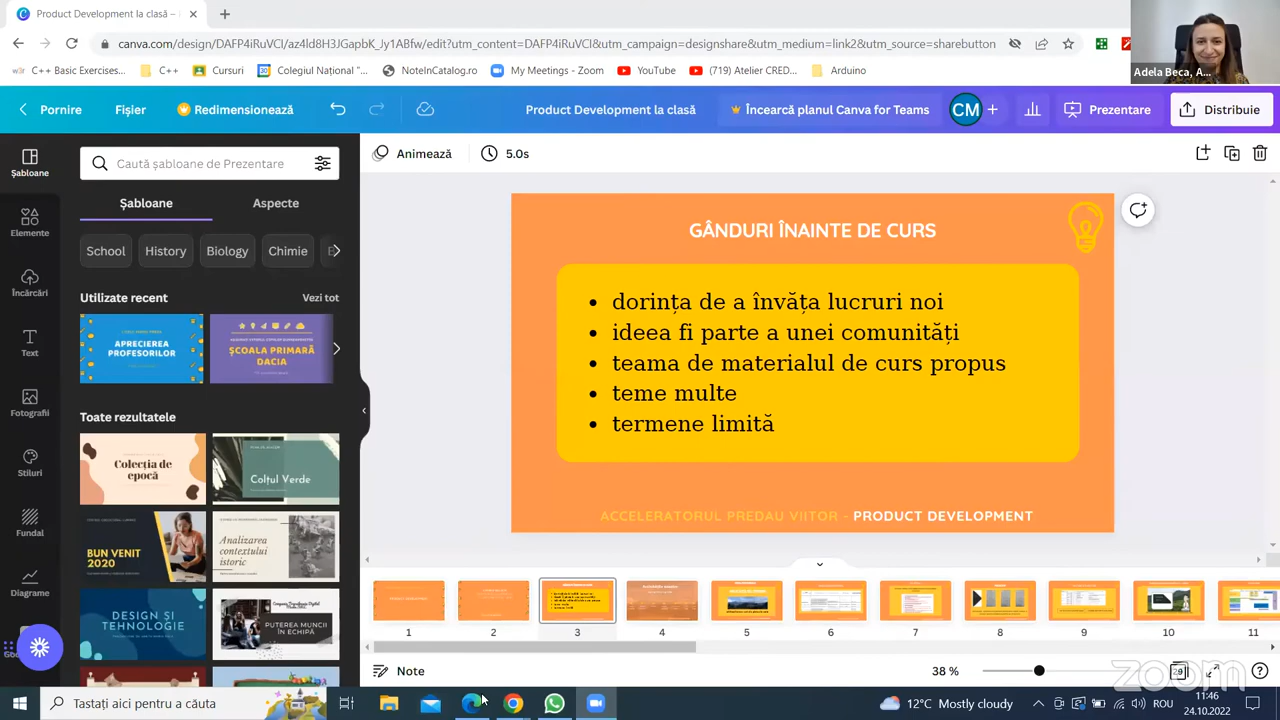 Product Development la clasă –
canva.com/design/DAFP4iRuVCI/az4ld8H3JGapbK_Jy1ABfw/edit?utm_content=DAFP4iRuVCI&utm_campaign=designshare&utm_medium=link2&utm_source=sharebutton
C++ Basic Exercises...
C++
Cursuri
Colegiul Național "...
NoteInCatalog.ro
My Meetings - Zoom
YouTube
(719) Atelier CRED...
Arduino
Adela Beca, A...
Pornire
Fișier
Redimensionează
Product Development la clasă
Încearcă planul Canva for Teams
CM
Prezentare
Distribuie
Șabloane
Elemente
Încărcări
Text
Fotografii
Stiluri
Fundal
Diagrame
Caută șabloane de Prezentare
Șabloane
Aspecte
School
History
Biology
Chimie
Utilizate recent
Vezi tot
APRECIEREA
PROFESORILOR
ȘCOALA PRIMARĂ
DACIA
Toate rezultatele
Colecția de
epocă
Colțul Verde
BUN VENIT
2020
Analizarea
contextului
istoric
DESIGN ȘI
TEHNOLOGIE
PUTEREA MUNCII
ÎN ECHIPĂ
Animează
5.0s
GÂNDURI ÎNAINTE DE CURS
• dorința de a învăța lucruri noi
• ideea fi parte a unei comunități
• teama de materialul de curs propus
• teme multe
• termene limită
ACCELERATORUL PREDAU VIITOR - PRODUCT DEVELOPMENT
1
2
3
4
5
6
7
8
9
10
11
Note
38 %
zoom
Tastați aici pentru a căuta
12°C Mostly cloudy
11:46
24.10.2022